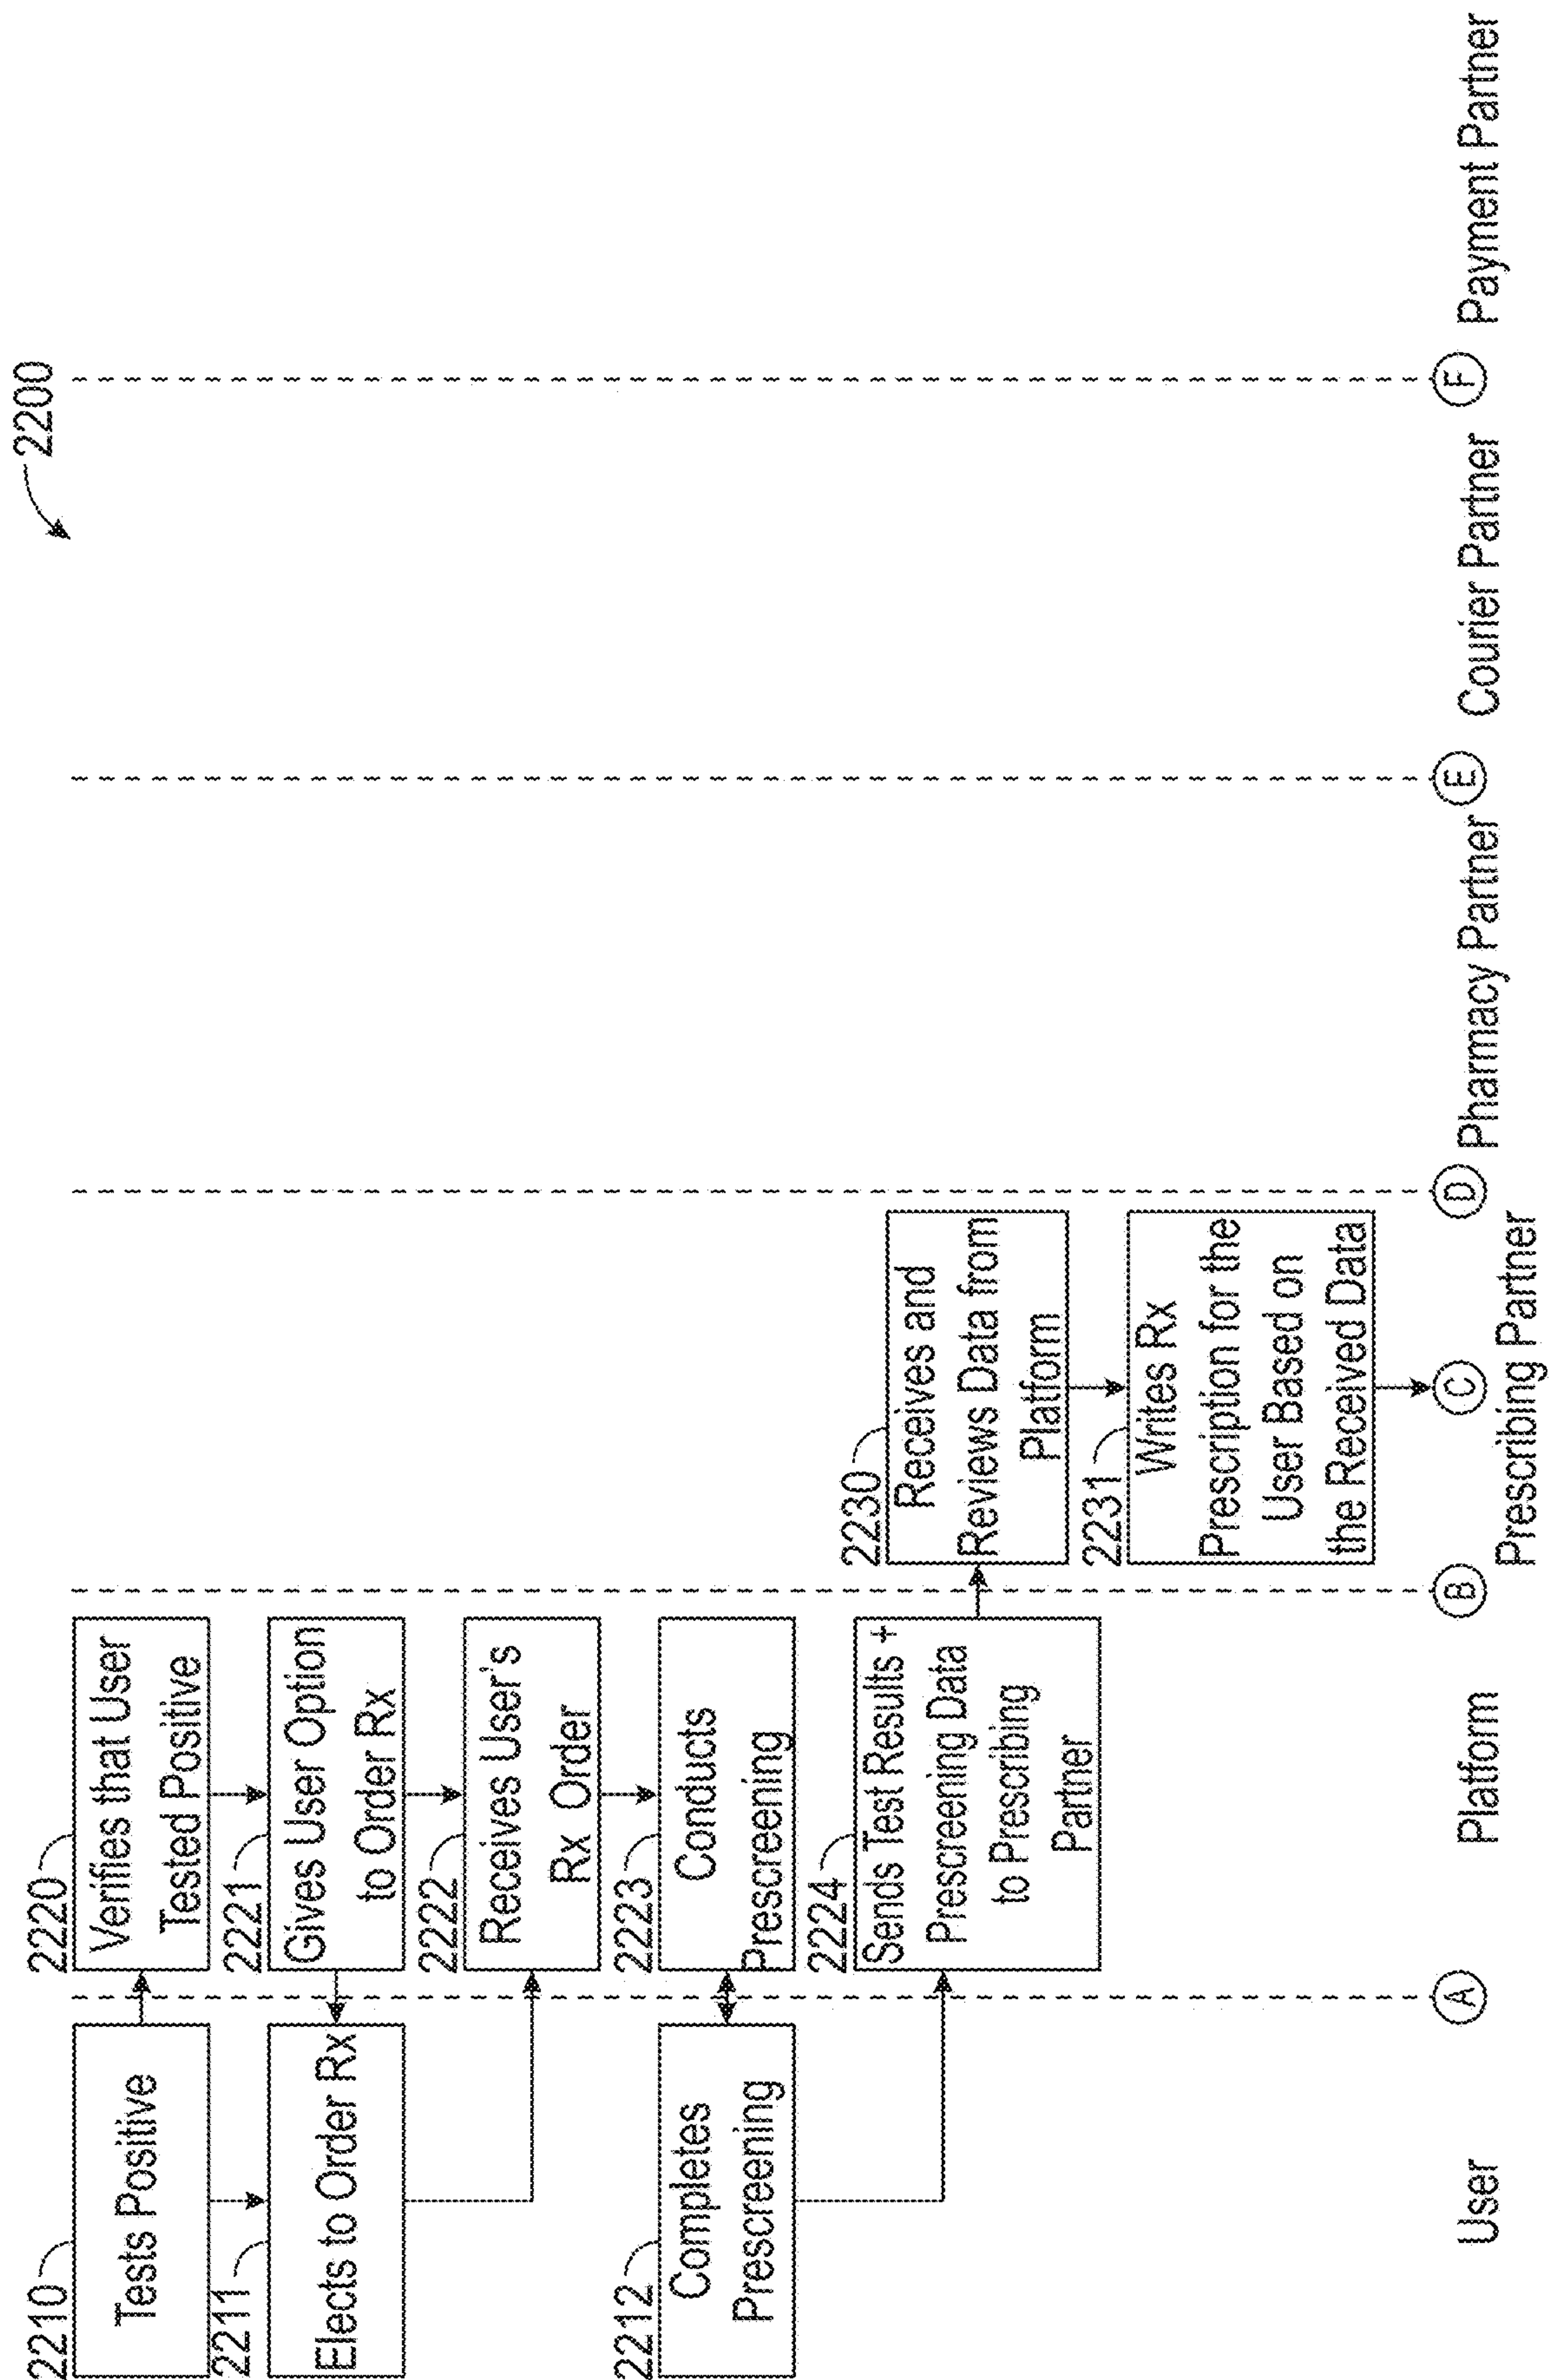 2200
2210
Tests Positive
2211
Elects to Order Rx
2212
Completes
Prescreening
User
2220
Verifies that User
Tested Positive
2221
Gives User Option
to Order Rx
2222
Receives User's
Rx Order
2223
Conducts
Prescreening
2224
Sends Test Results +
Prescreening Data
to Prescribing
Partner
Platform
2230
Receives and
Reviews Data from
Platform
2231
Writes Rx
Prescription for the
User Based on
the Received Data
Prescribing Partner
Pharmacy Partner
Courier Partner
Payment Partner
A
B
C
D
E
F